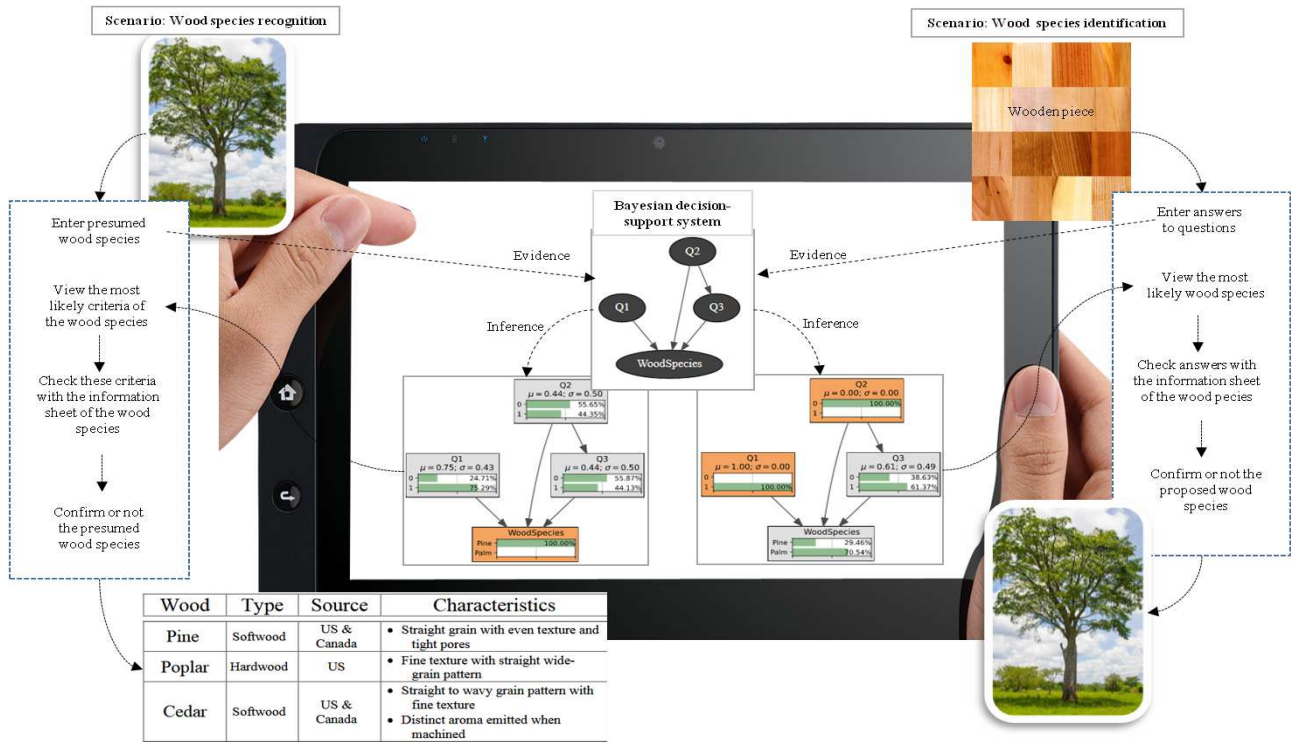 Scenario: Wood species recognition
Scenario: Wood species identification
Wooden piece
Enter presumed
wood species
View the most
likely criteria of
the wood species
Check these criteria
with the information
sheet of the wood
species
Confirm or not
the presumed
wood species
Evidence
Inference
Bayesian decision-
support system
Q2
Q1
Q3
WoodSpecies
Evidence
Inference
Enter answers
to questions
View the most
likely wood species
Check answers with
the information sheet
of the wood pecies
Confirm or not the
proposed wood
species
Q2
μ = 0.44; σ = 0.50
0 55.65%
1 44.35%
Q1
μ = 0.75; σ = 0.43
0 24.71%
1 75.29%
Q3
μ = 0.44; σ = 0.50
0 55.87%
1 44.13%
WoodSpecies
Pine 100.00%
Palm
Q2
μ = 0.00; σ = 0.00
0 100.00%
1
Q1
μ = 1.00; σ = 0.00
0
1 100.00%
Q3
μ = 0.61; σ = 0.49
0 38.63%
1 61.37%
WoodSpecies
Pine 29.46%
Palm 70.54%
Wood Type Source Characteristics
Pine Softwood US & Canada • Straight grain with even texture and
tight pores
Poplar Hardwood US • Fine texture with straight wide-
grain pattern
Cedar Softwood US & Canada • Straight to wavy grain pattern with
fine texture
• Distinct aroma emitted when
machined